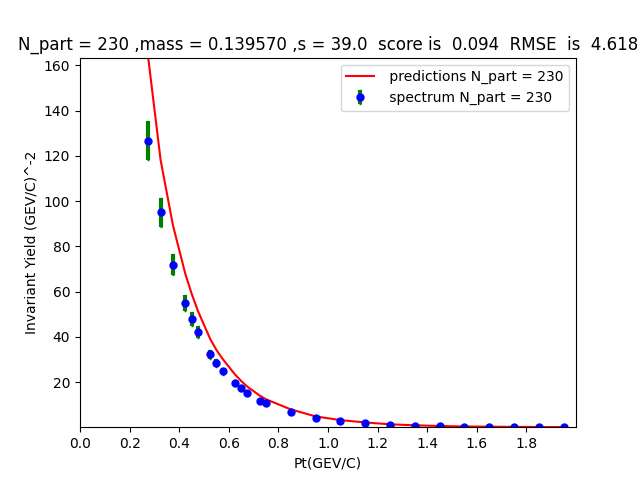 N_part = 230 ,mass = 0.139570 ,s = 39.0  score is  0.094  RMSE  is  4.618
predictions N_part = 230
spectrum N_part = 230
Invariant Yield (GEV/C)^-2
160
140
120
100
80
60
40
20
0.0 0.2 0.4 0.6 0.8 1.0 1.2 1.4 1.6 1.8
Pt(GEV/C)